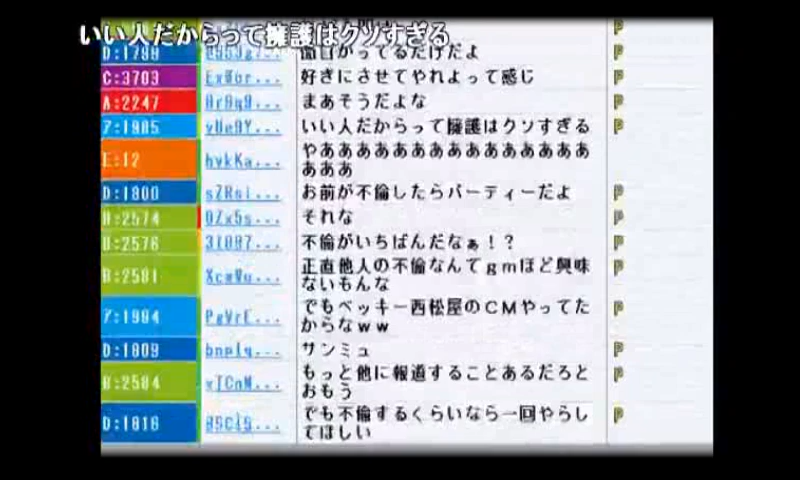 いい人だからって擁護はクソすぎる
D:1799 面白がってるだけだよ P
C:3703 好きにさせてやれよって感じ P
A:2247 まあそうだよな P
7:1985 いい人だからって擁護はクソすぎる P
E:12 hvkKa... やああああああああああああああ
あああ
D:1800 お前が不倫したらパーティーだよ P
B:2574 それな P
B:2576 不倫がいちばんだなぁ！？ P
B:2581 正直他人の不倫なんてｇｍほど興味 P
ないもんな
7:1984 でもベッキー西松屋のＣＭやってた P
からなｗｗ
D:1809 サンミュ P
B:2584 もっと他に報道することあるだろと P
おもう
D:1816 でも不倫するくらいなら一回やらし P
てほしい